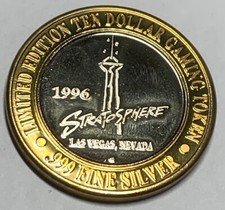 • LIMITED EDITION TEN DOLLAR GAMING TOKEN •
1996
STRATOSPHERE
LAS VEGAS, NEVADA
G
.999 FINE SILVER